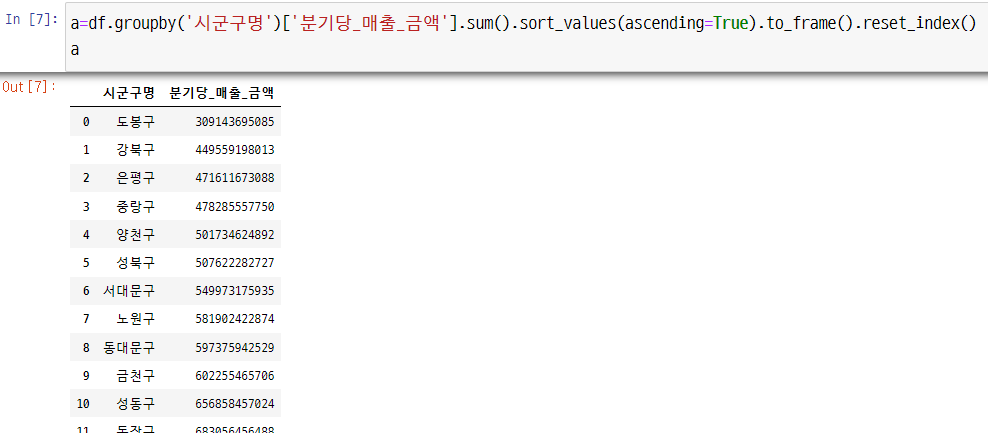 In [7]: a=df.groupby('시군구명')['분기당_매출_금액'].sum().sort_values(ascending=True).to_frame().reset_index()
a
Out[7]:
시군구명 분기당_매출_금액
0 도봉구 309143695085
1 강북구 449559198013
2 은평구 471611673088
3 중랑구 478285557750
4 양천구 501734624892
5 성북구 507622282727
6 서대문구 549973175935
7 노원구 581902422874
8 동대문구 597375942529
9 금천구 602255465706
10 성동구 656858457024
11 동작구 683056456488